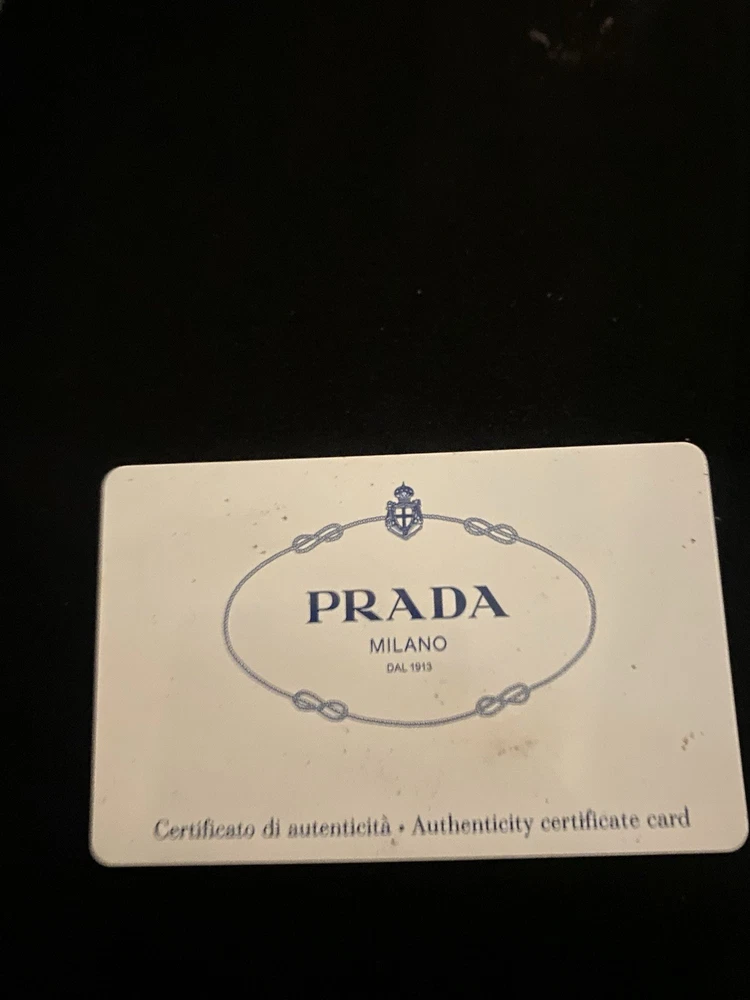 PRADA
MILANO
DAL 1913
Certificato di autenticità • Authenticity certificate card